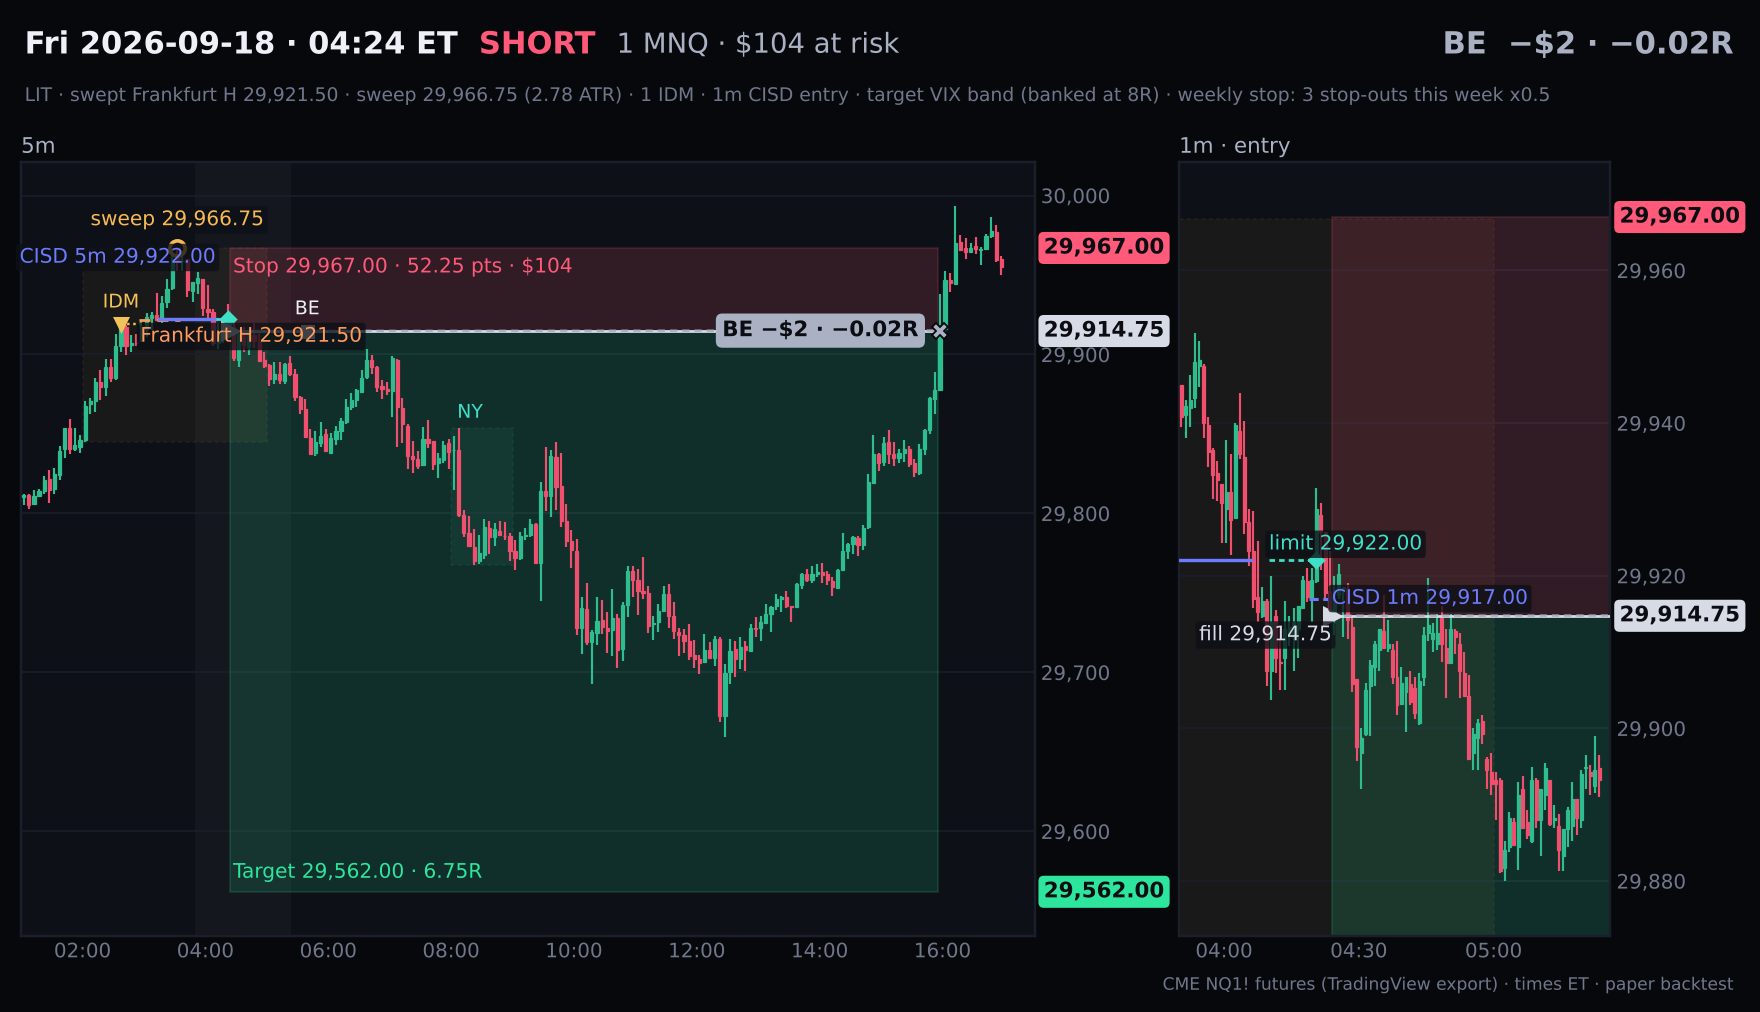 Fri 2026-09-18 · 04:24 ET SHORT 1 MNQ · $104 at risk
BE −$2 · −0.02R
LIT · swept Frankfurt H 29,921.50 · sweep 29,966.75 (2.78 ATR) · 1 IDM · 1m CISD entry · target VIX band (banked at 8R) · weekly stop: 3 stop-outs this week x0.5
5m
30,000
sweep 29,966.75
29,967.00
CISD 5m 29,922.00
Stop 29,967.00 · 52.25 pts · $104
IDM
BE
BE −$2 · −0.02R
29,914.75
Frankfurt H 29,921.50
29,900
NY
29,800
29,700
29,600
Target 29,562.00 · 6.75R
29,562.00
02:00
04:00
06:00
08:00
10:00
12:00
14:00
16:00
1m · entry
29,967.00
29,960
29,940
limit 29,922.00
29,920
CISD 1m 29,917.00
29,914.75
fill 29,914.75
29,900
29,880
04:00
04:30
05:00
CME NQ1! futures (TradingView export) · times ET · paper backtest